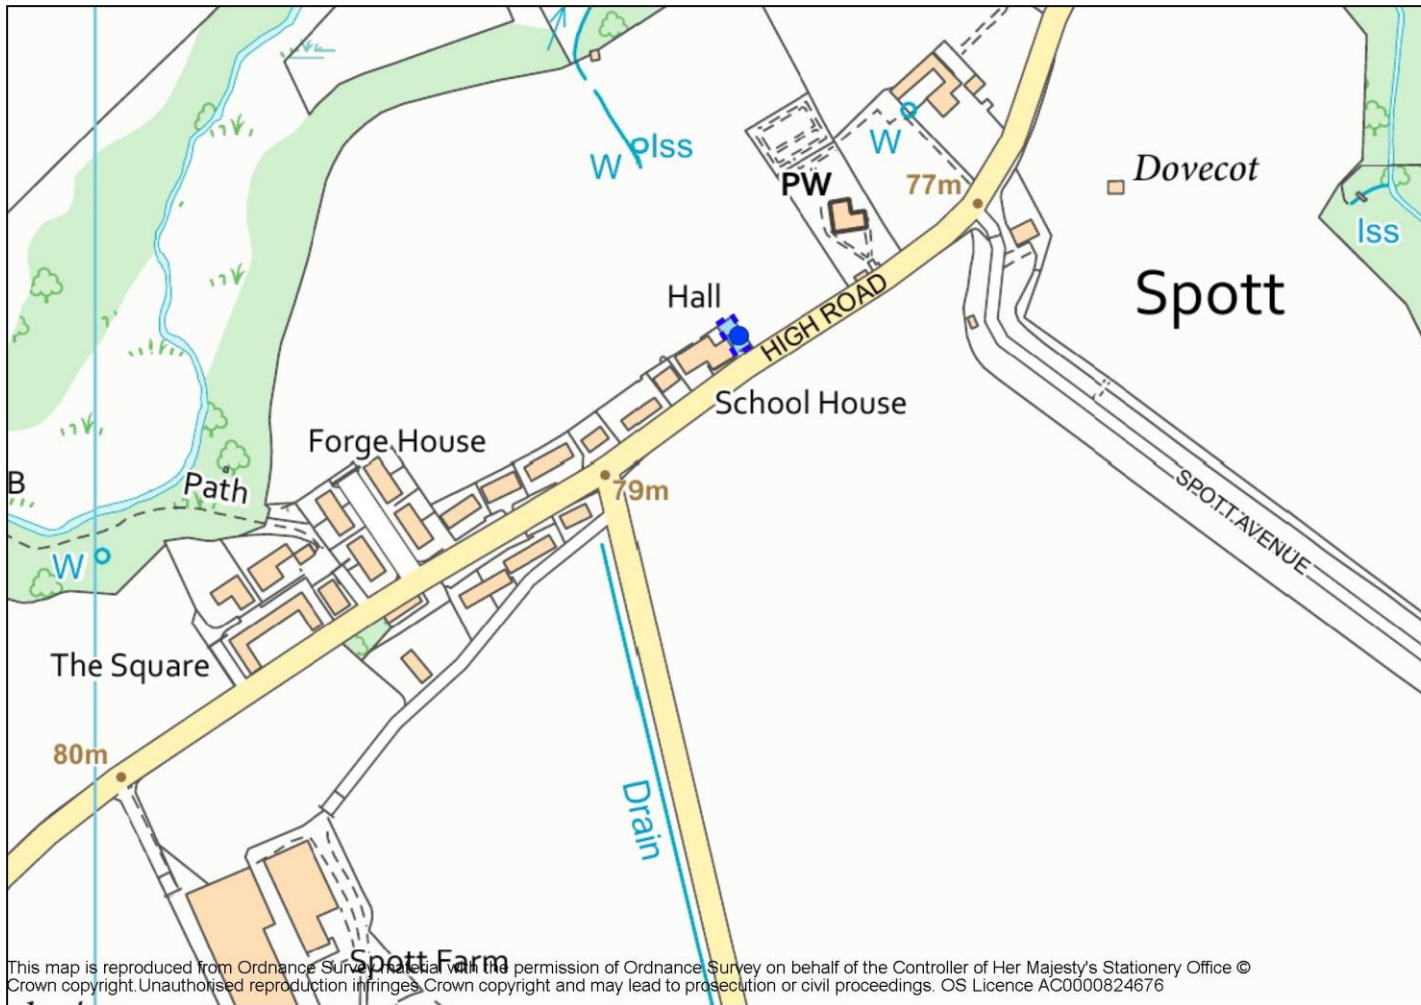 W
Iss
W
PW
77m
Dovecot
Iss
Spott
Hall
HIGH ROAD
School House
Forge House
B
Path
79m
SPOTT AVENUE
W
The Square
80m
Drain
Spott Farm
This map is reproduced from Ordnance Survey material with the permission of Ordnance Survey on behalf of the Controller of Her Majesty's Stationery Office ©
Crown copyright.Unauthorised reproduction infringes Crown copyright and may lead to prosecution or civil proceedings. OS Licence AC0000824676